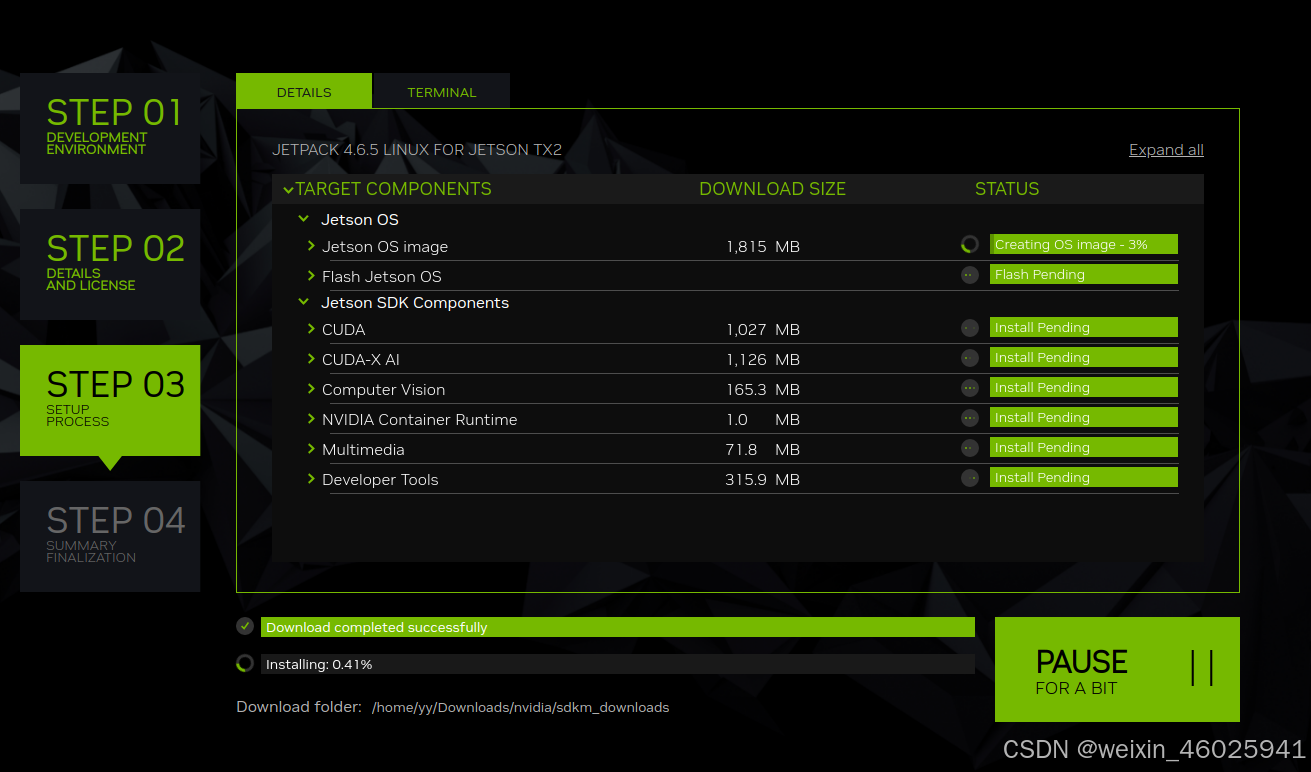 STEP 01
DEVELOPMENT
ENVIRONMENT
STEP 02
DETAILS
AND LICENSE
STEP 03
SETUP
PROCESS
STEP 04
SUMMARY
FINALIZATION
DETAILS TERMINAL
JETPACK 4.6.5 LINUX FOR JETSON TX2 Expand all
TARGET COMPONENTS DOWNLOAD SIZE STATUS
Jetson OS
Jetson OS image 1,815 MB Creating OS image - 3%
Flash Jetson OS Flash Pending
Jetson SDK Components
CUDA 1,027 MB Install Pending
CUDA-X AI 1,126 MB Install Pending
Computer Vision 165.3 MB Install Pending
NVIDIA Container Runtime 1.0 MB Install Pending
Multimedia 71.8 MB Install Pending
Developer Tools 315.9 MB Install Pending
Download completed successfully
Installing: 0.41%
Download folder: /home/yy/Downloads/nvidia/sdkm_downloads
PAUSE
FOR A BIT
CSDN @weixin_46025941